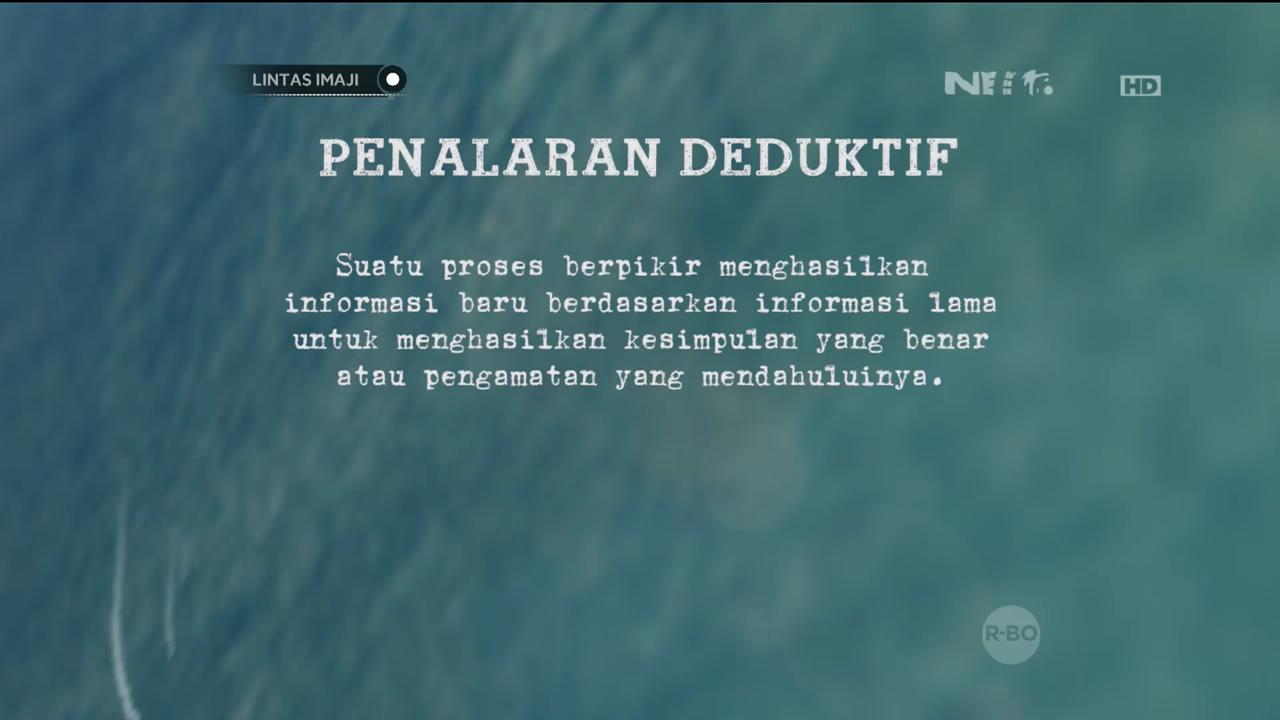 LINTAS IMAJI
HD
PENALARAN DEDUKTIF
Suatu proses berpikir menghasilkan
informasi baru berdasarkan informasi lama
untuk menghasilkan kesimpulan yang benar
atau pengamatan yang mendahuluinya.
R-BO